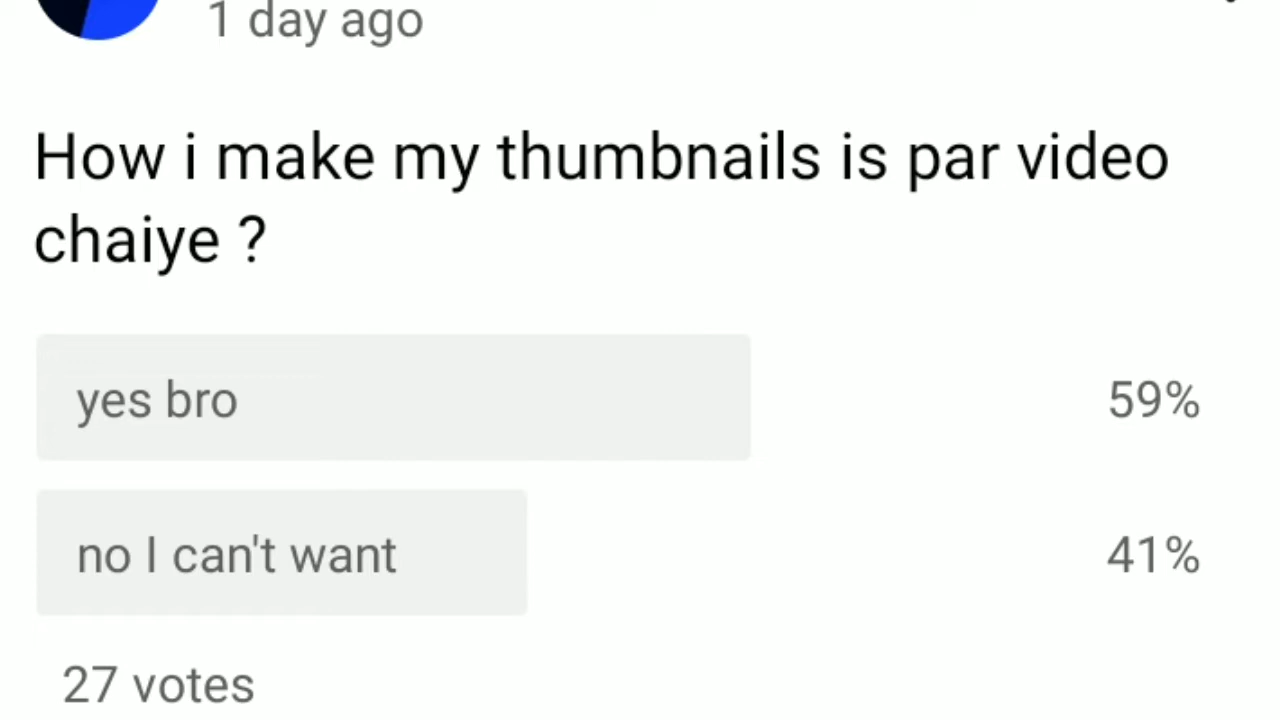 1 day ago
How i make my thumbnails is par video
chaiye ?
yes bro
59%
no I can't want
41%
27 votes